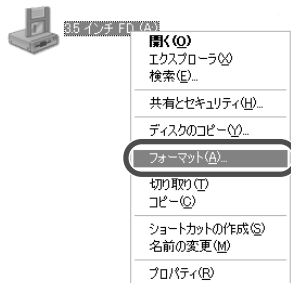 3.5 インチ FD (A)
開く(O)
エクスプローラ(X)
検索(E)...
共有とセキュリティ(H)...
ディスクのコピー(Y)...
フォーマット(A)...
切り取り(T)
コピー(C)
ショートカットの作成(S)
名前の変更(M)
プロパティ(R)